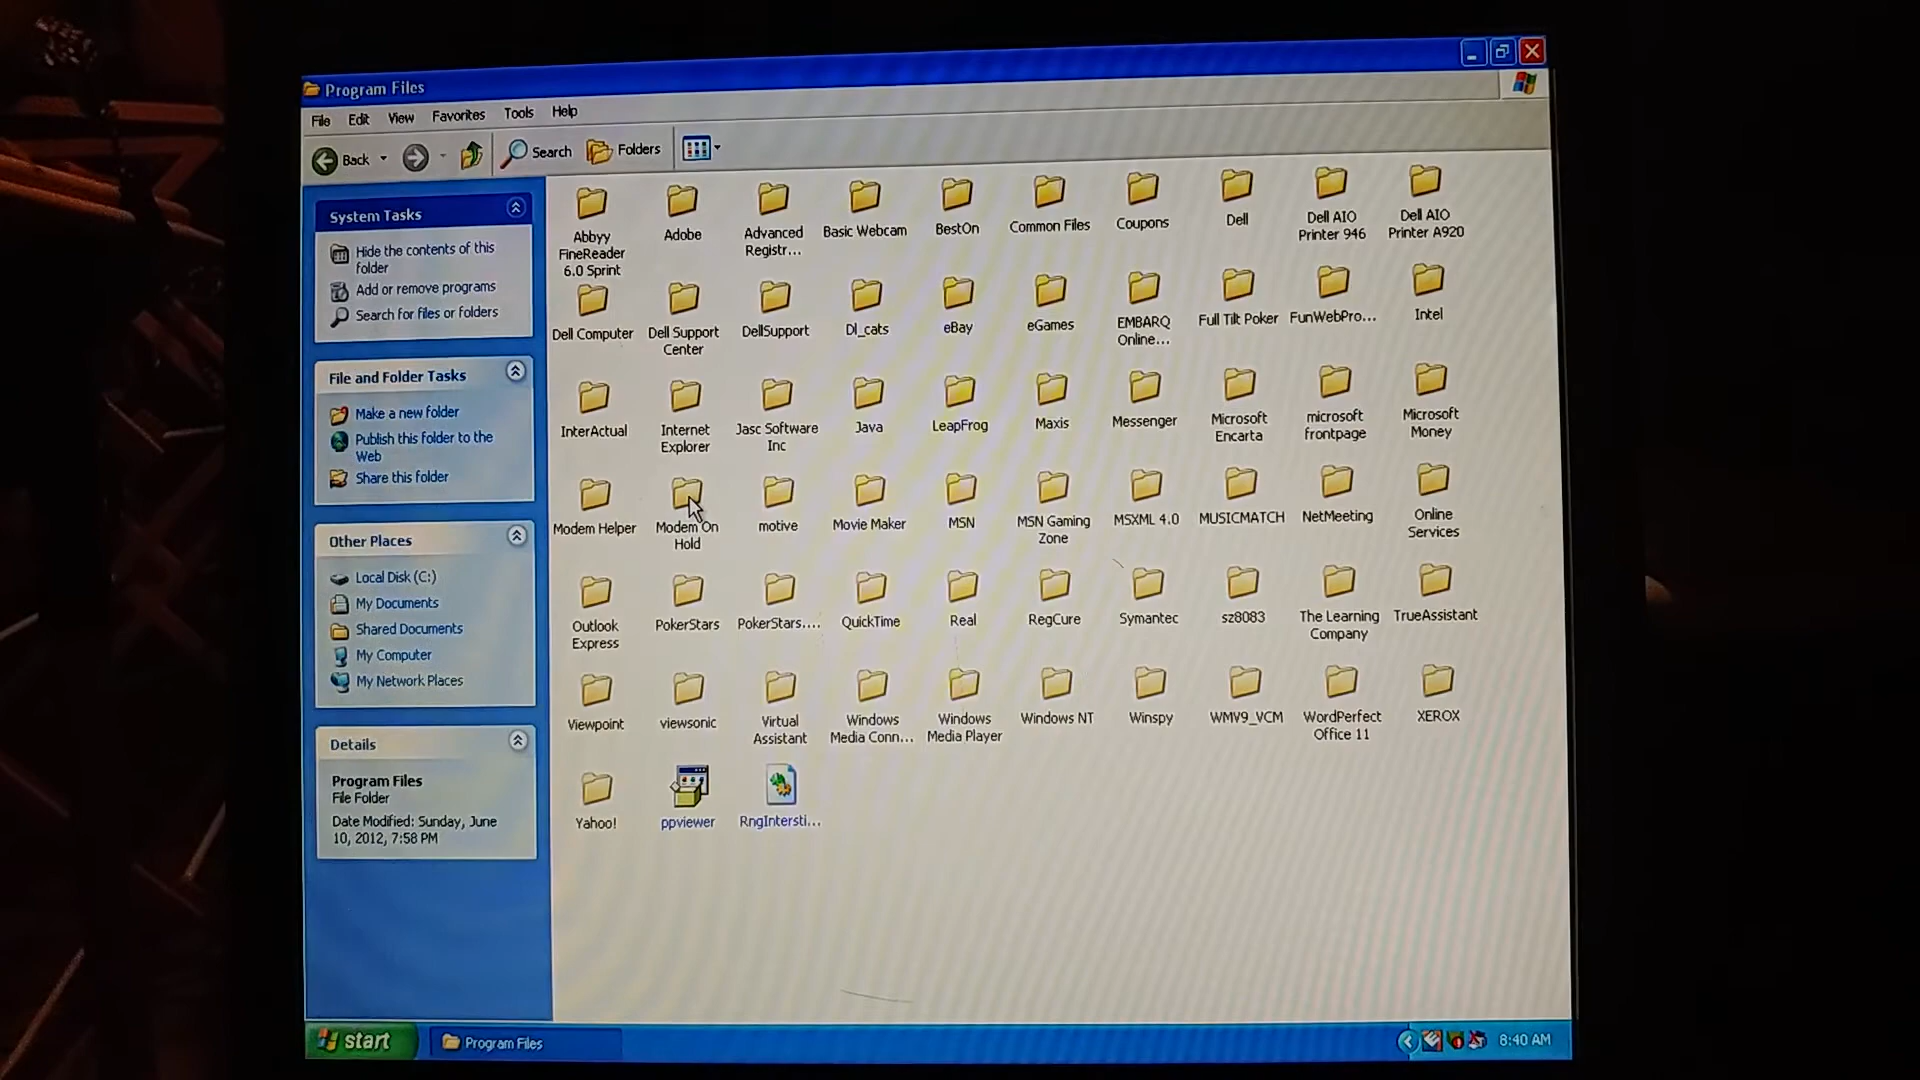 Program Files
File Edit View Favorites Tools Help
Back Search Folders
System Tasks
Hide the contents of this
folder
Add or remove programs
Search for files or folders
File and Folder Tasks
Make a new folder
Publish this folder to the
Web
Share this folder
Other Places
Local Disk (C:)
My Documents
Shared Documents
My Computer
My Network Places
Details
Program Files
File Folder
Date Modified: Sunday, June
10, 2012, 7:58 PM
Abbyy
FineReader
6.0 Sprint
Adobe
Advanced
Registr...
Basic Webcam
BestOn
Common Files
Coupons
Dell
Dell AIO
Printer 946
Dell AIO
Printer A920
Dell Computer
Dell Support
Center
DellSupport
Dl_cats
eBay
eGames
EMBARQ
Online...
Full Tilt Poker
FunWebPro...
Intel
InterActual
Internet
Explorer
Jasc Software
Inc
Java
LeapFrog
Maxis
Messenger
Microsoft
Encarta
microsoft
frontpage
Microsoft
Money
Modem Helper
Modem On
Hold
motive
Movie Maker
MSN
MSN Gaming
Zone
MSXML 4.0
MUSICMATCH
NetMeeting
Online
Services
Outlook
Express
PokerStars
PokerStars....
QuickTime
Real
RegCure
Symantec
sz8083
The Learning
Company
TrueAssistant
Viewpoint
viewsonic
Virtual
Assistant
Windows
Media Conn...
Windows
Media Player
Windows NT
Winspy
WMV9_VCM
WordPerfect
Office 11
XEROX
Yahoo!
ppviewer
RngIntersti...
start
Program Files
8:40 AM